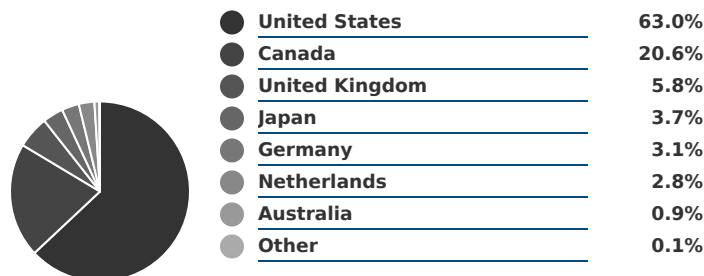 United States 63.0%
Canada 20.6%
United Kingdom 5.8%
Japan 3.7%
Germany 3.1%
Netherlands 2.8%
Australia 0.9%
Other 0.1%